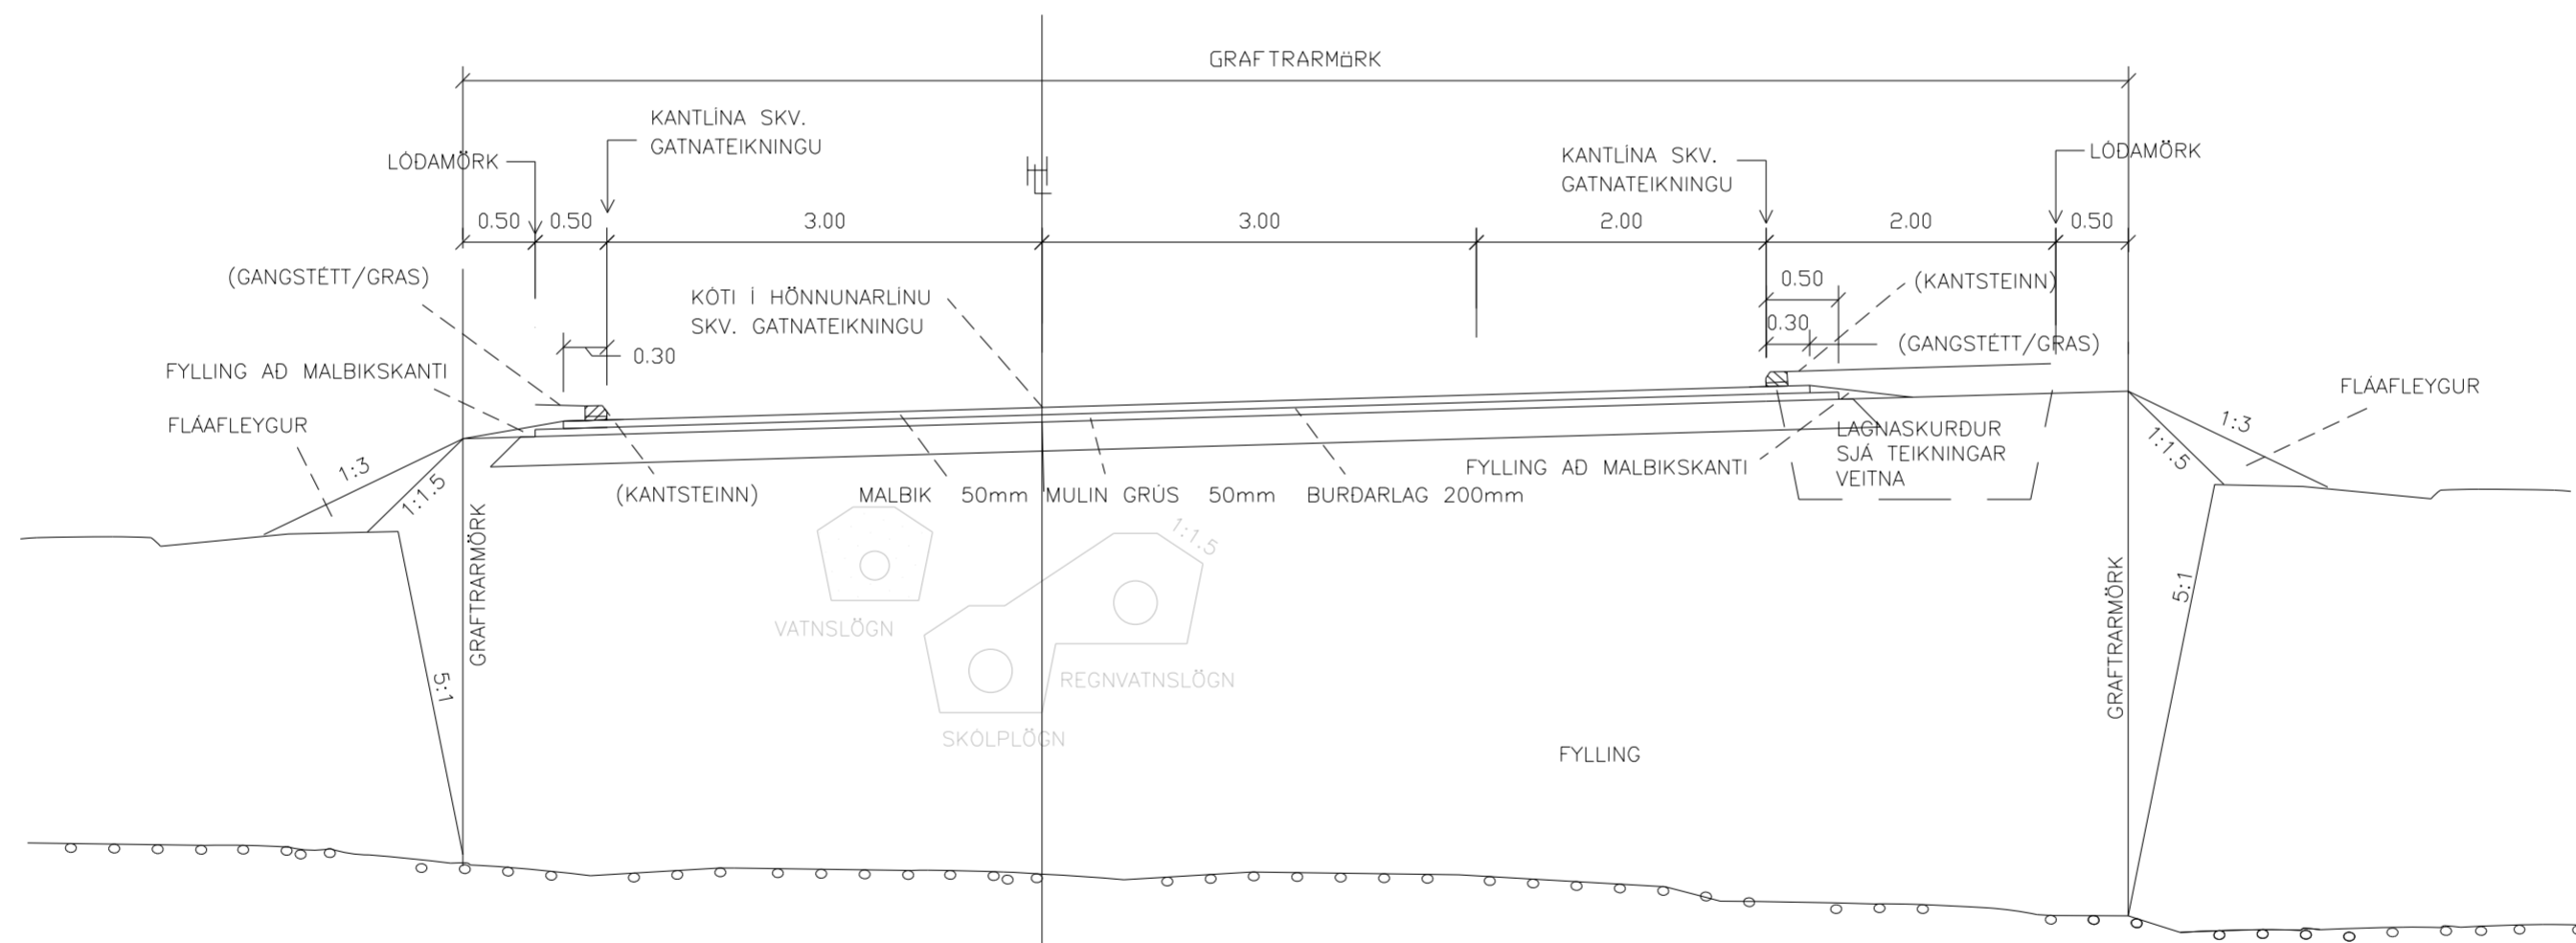 GRAFTRARMÖRK
KANTLÍNA SKV.
GATNATEIKNINGU
LÓÐAMÖRK
KANTLÍNA SKV.
GATNATEIKNINGU
LÓÐAMÖRK
0.50 0.50 3.00 3.00 2.00 2.00 0.50
(GANGSTÉTT/GRAS)
KÓTI Í HÖNNUNARLÍNU
SKV. GATNATEIKNINGU
0.50
(KANTSTEINN)
0.30
0.30
(GANGSTÉTT/GRAS)
FYLLING AÐ MALBIKSKANTI
FLÁAFLEYGUR
FLÁAFLEYGUR
1:3
1:1.5
1:3
1:1.5
LAGNASKURÐUR
SJÁ TEIKNINGAR
VEITNA
FYLLING AÐ MALBIKSKANTI
(KANTSTEINN)
MALBIK 50mm MULIN GRÚS 50mm BURÐARLAG 200mm
1:1.5
GRAFTRARMÖRK
GRAFTRARMÖRK
5:1
5:1
VATNSLÖGN
REGNVATNSLÖGN
SKÓLPLÖGN
FYLLING